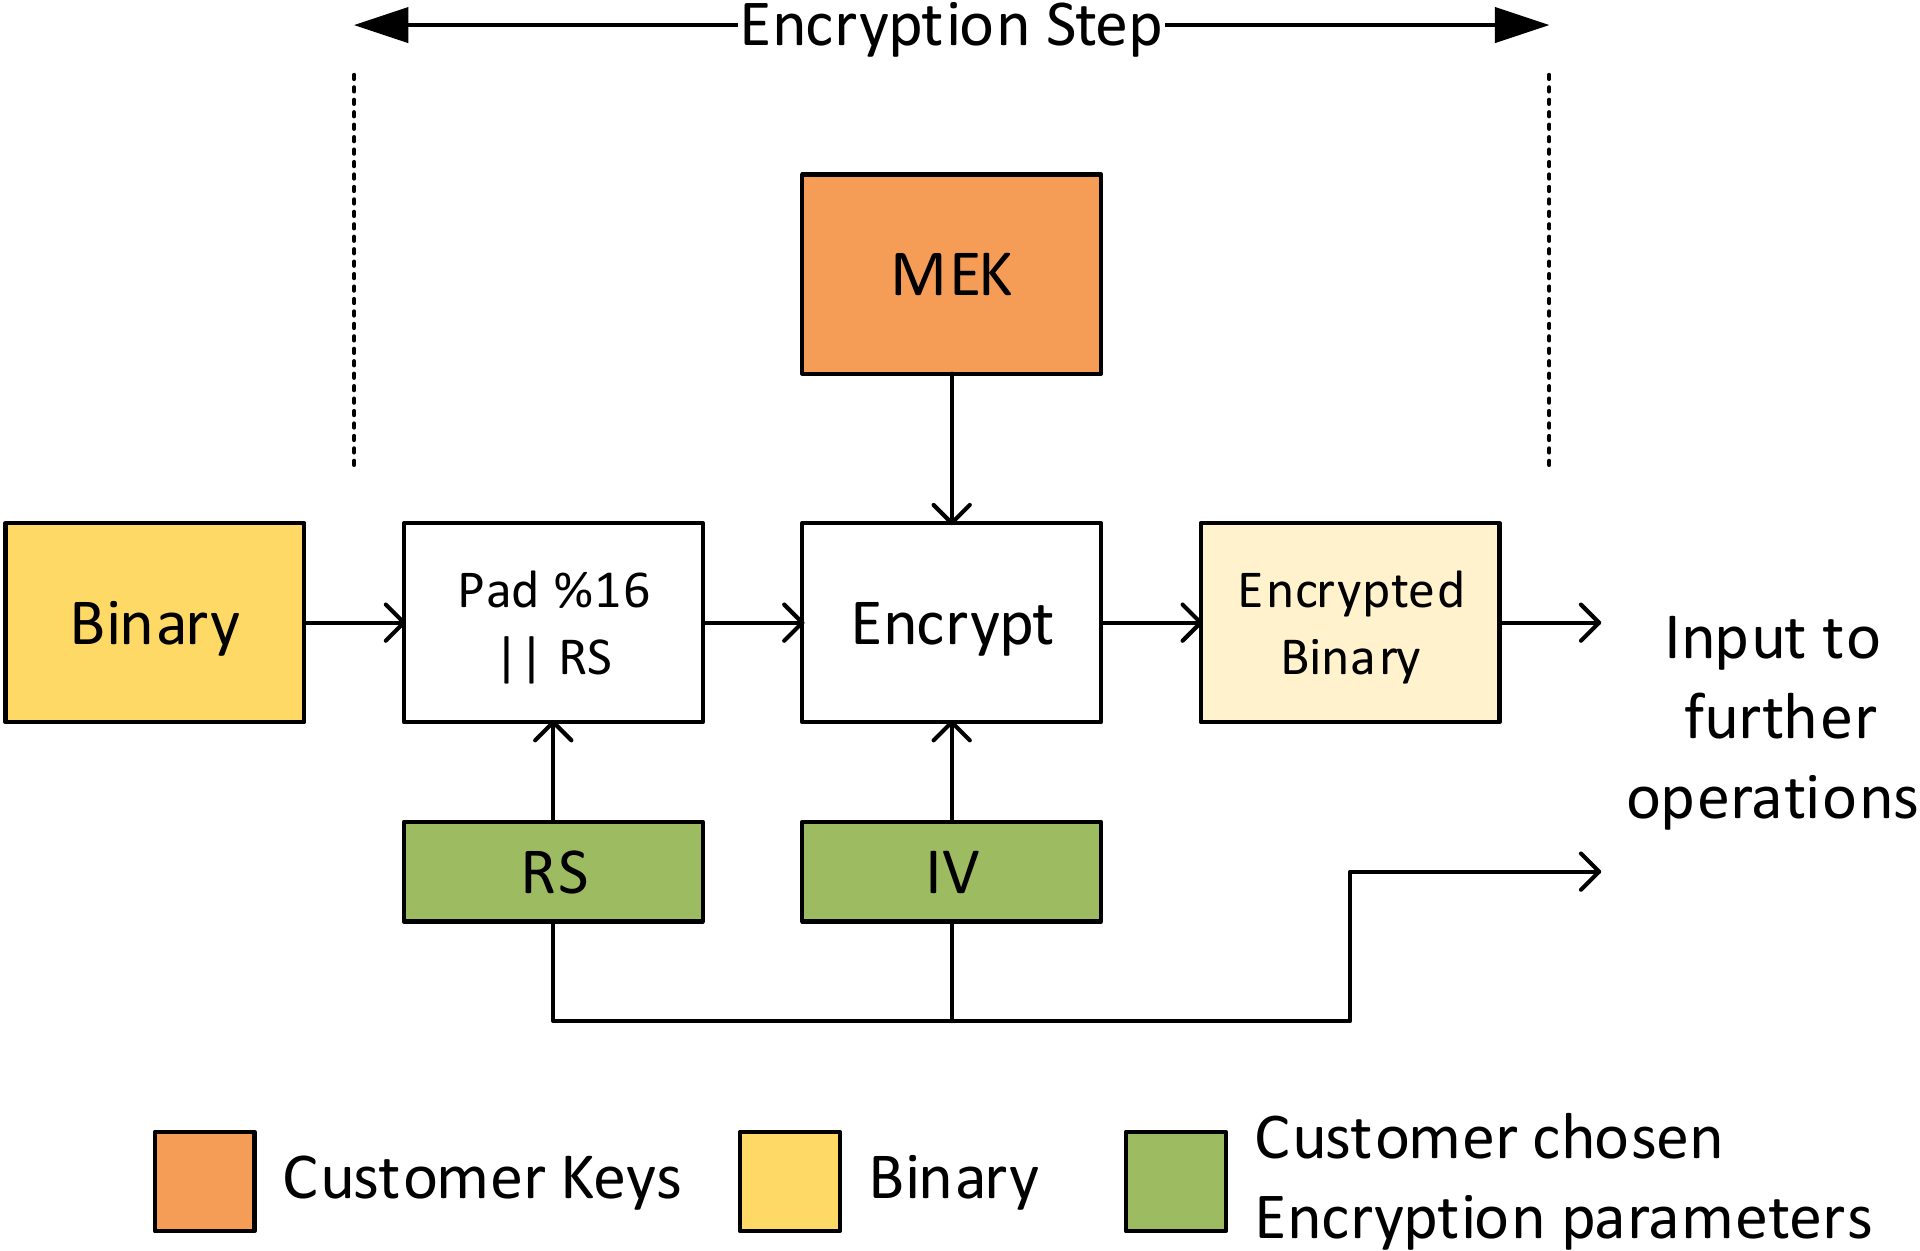 Encryption Step
MEK
Binary
Pad %16
|| RS
Encrypt
Encrypted
Binary
Input to
further
operations
RS
IV
Customer Keys
Binary
Customer chosen
Encryption parameters